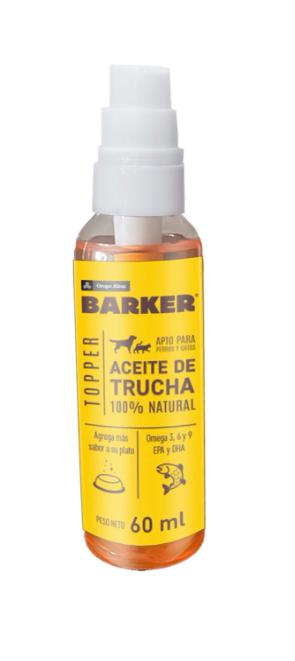 Grupo Kiwa
BARKER®
TOPPER
APTO PARA
PERROS Y GATOS
ACEITE DE
TRUCHA
100% NATURAL
Agrega más
sabor a su plato
Omega 3, 6 y 9
EPA y DHA
PESO NETO 60 ml